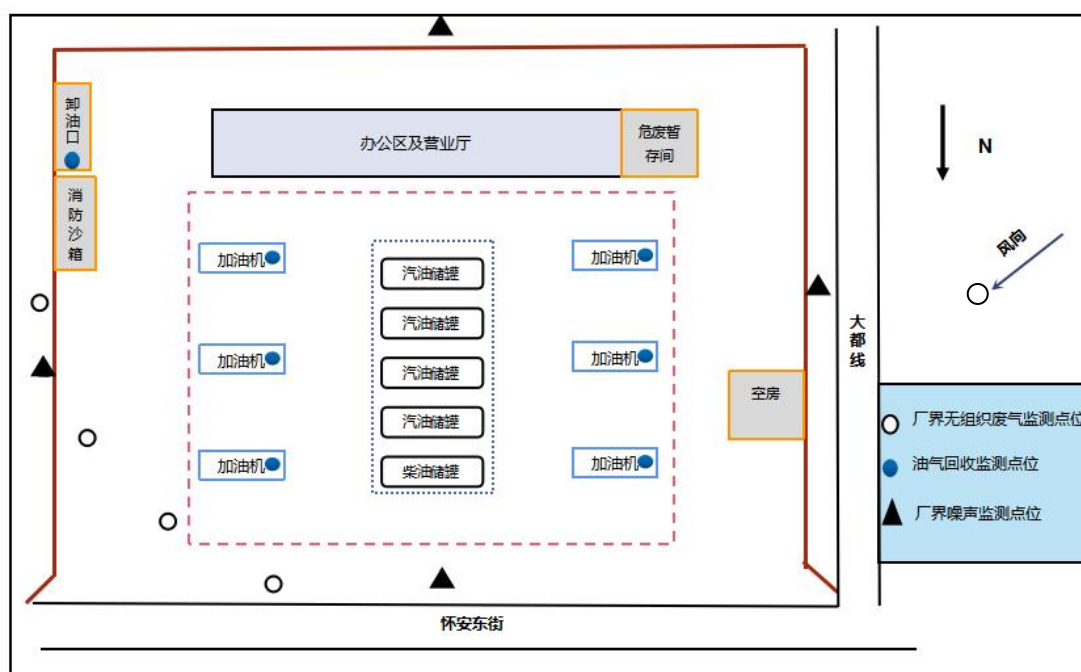 卸油口
消防沙箱
办公区及营业厅
危废暂
存间
N
风向
加油机
汽油储罐
加油机
汽油储罐
加油机
汽油储罐
加油机
汽油储罐
加油机
柴油储罐
加油机
空房
大都线
厂界无组织废气监测点位
油气回收监测点位
厂界噪声监测点位
怀安东街